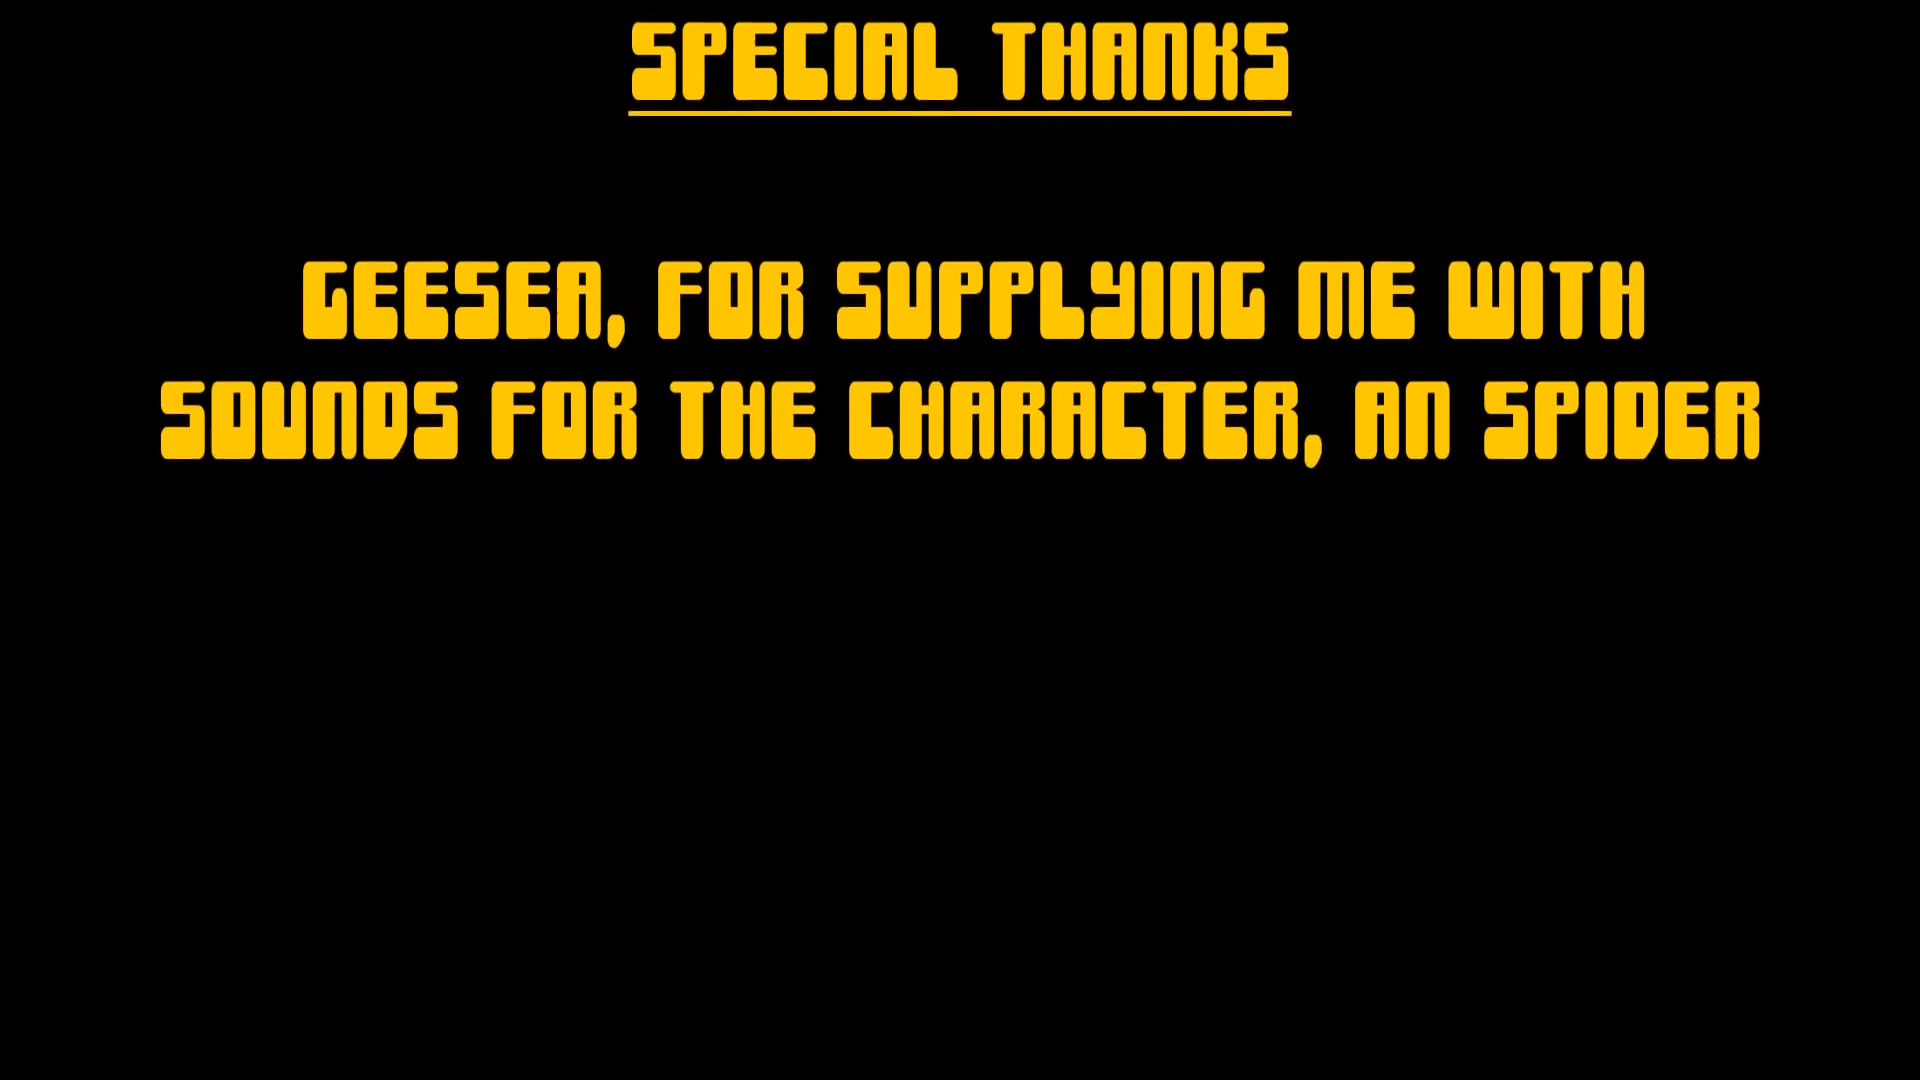 SPECIAL THANKS
GEESEA, FOR SUPPLYING ME WITH
SOUNDS FOR THE CHARACTER, AN SPIDER